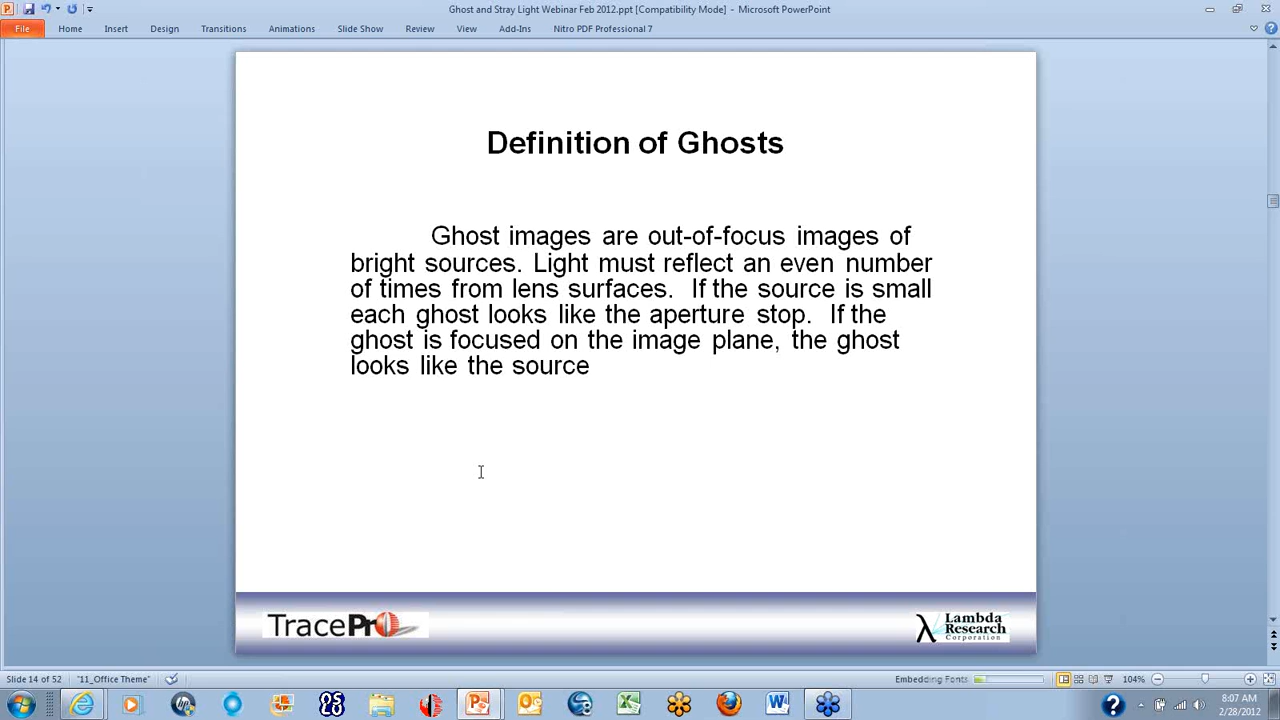 Ghost and Stray Light Webinar Feb 2012.ppt [Compatibility Mode] - Microsoft PowerPoint
File Home Insert Design Transitions Animations Slide Show Review View Add-Ins Nitro PDF Professional 7
Definition of Ghosts
Ghost images are out-of-focus images of
bright sources. Light must reflect an even number
of times from lens surfaces. If the source is small
each ghost looks like the aperture stop. If the
ghost is focused on the image plane, the ghost
looks like the source
TracePro
λ Lambda
Research
Corporation
Slide 14 of 52 "11_Office Theme" Embedding Fonts 104%
8:07 AM
2/28/2012